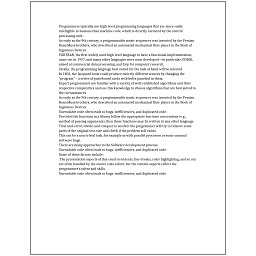 Programmers typically use high-level programming languages that are more easily
intelligible to humans than machine code, which is directly executed by the central
processing unit.
As early as the 9th century, a programmable music sequencer was invented by the Persian
Banu Musa brothers, who described an automated mechanical flute player in the Book of
Ingenious Devices.
FORTRAN, the first widely used high-level language to have a functional implementation,
came out in 1957, and many other languages were soon developed—in particular, COBOL
aimed at commercial data processing, and Lisp for computer research.
Ideally, the programming language best suited for the task at hand will be selected.
In 1801, the Jacquard loom could produce entirely different weaves by changing the
"program" – a series of pasteboard cards with holes punched in them.
Expert programmers are familiar with a variety of well-established algorithms and their
respective complexities and use this knowledge to choose algorithms that are best suited to
the circumstances.
As early as the 9th century, a programmable music sequencer was invented by the Persian
Banu Musa brothers, who described an automated mechanical flute player in the Book of
Ingenious Devices.
Unreadable code often leads to bugs, inefficiencies, and duplicated code.
Provided the functions in a library follow the appropriate run-time conventions (e.g.,
method of passing arguments), then these functions may be written in any other language.
Trial-and-error/divide-and-conquer is needed: the programmer will try to remove some
parts of the original test case and check if the problem still exists.
This can be a non-trivial task, for example as with parallel processes or some unusual
software bugs.
There are many approaches to the Software development process.
Unreadable code often leads to bugs, inefficiencies, and duplicated code.
Some of these factors include:
The presentation aspects of this (such as indents, line breaks, color highlighting, and so on)
are often handled by the source code editor, but the content aspects reflect the
programmer's talent and skills.
Unreadable code often leads to bugs, inefficiencies, and duplicated code.